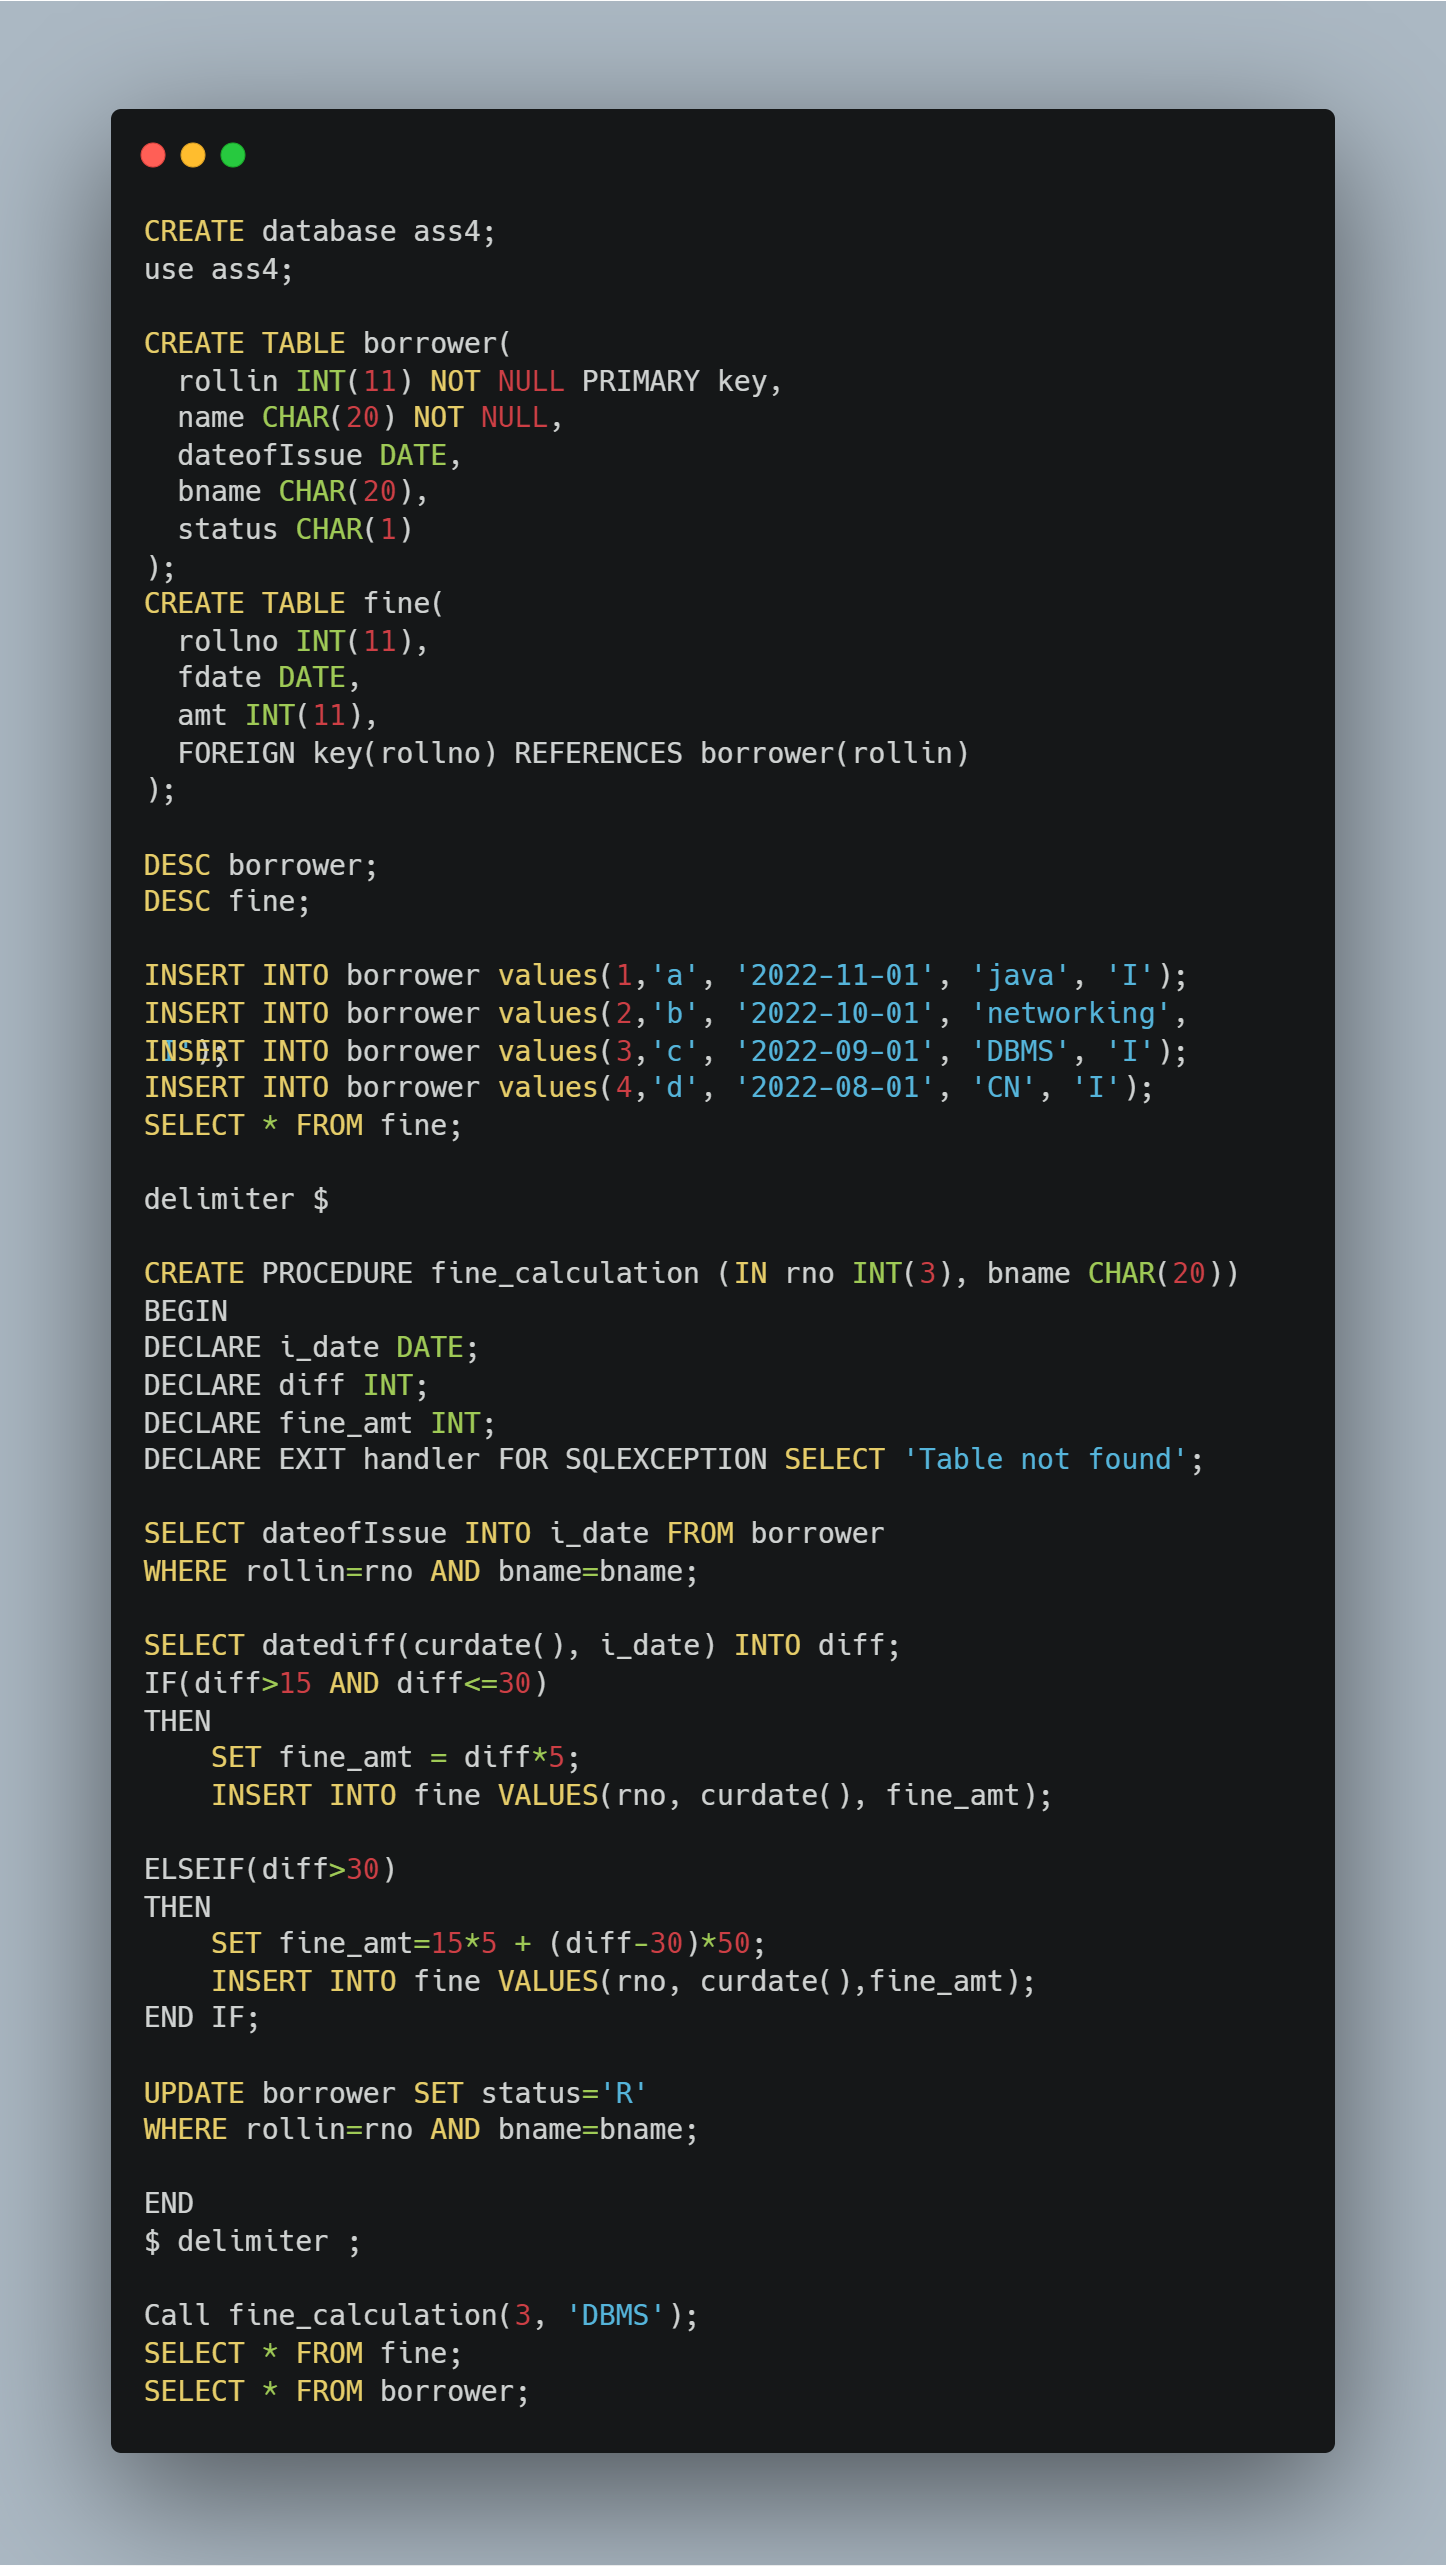 CREATE database ass4;
use ass4;
CREATE TABLE borrower(
rollin INT(11) NOT NULL PRIMARY key,
name CHAR(20) NOT NULL,
dateofIssue DATE,
bname CHAR(20),
status CHAR(1)
);
CREATE TABLE fine(
rollno INT(11),
fdate DATE,
amt INT(11),
FOREIGN key(rollno) REFERENCES borrower(rollin)
);
DESC borrower;
DESC fine;
INSERT INTO borrower values(1,'a', '2022-11-01', 'java', 'I');
INSERT INTO borrower values(2,'b', '2022-10-01', 'networking',
'I');
INSERT INTO borrower values(3,'c', '2022-09-01', 'DBMS', 'I');
INSERT INTO borrower values(4,'d', '2022-08-01', 'CN', 'I');
SELECT * FROM fine;
delimiter $
CREATE PROCEDURE fine_calculation (IN rno INT(3), bname CHAR(20))
BEGIN
DECLARE i_date DATE;
DECLARE diff INT;
DECLARE fine_amt INT;
DECLARE EXIT handler FOR SQLEXCEPTION SELECT 'Table not found';
SELECT dateofIssue INTO i_date FROM borrower
WHERE rollin=rno AND bname=bname;
SELECT datediff(curdate(), i_date) INTO diff;
IF(diff>15 AND diff<=30)
THEN
SET fine_amt = diff*5;
INSERT INTO fine VALUES(rno, curdate(), fine_amt);
ELSEIF(diff>30)
THEN
SET fine_amt=15*5 + (diff-30)*50;
INSERT INTO fine VALUES(rno, curdate(),fine_amt);
END IF;
UPDATE borrower SET status='R'
WHERE rollin=rno AND bname=bname;
END
$ delimiter ;
Call fine_calculation(3, 'DBMS');
SELECT * FROM fine;
SELECT * FROM borrower;